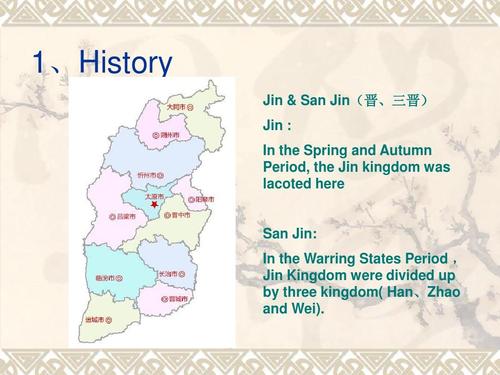 1、History
Jin & San Jin（晋、三晋）
Jin :
In the Spring and Autumn
Period, the Jin kingdom was
lacoted here
San Jin:
In the Warring States Period，
Jin Kingdom were divided up
by three kingdom( Han、Zhao
and Wei).
大同市
朔州市
忻州市
太原市
阳泉市
吕梁市
晋中市
临汾市
长治市
晋城市
运城市